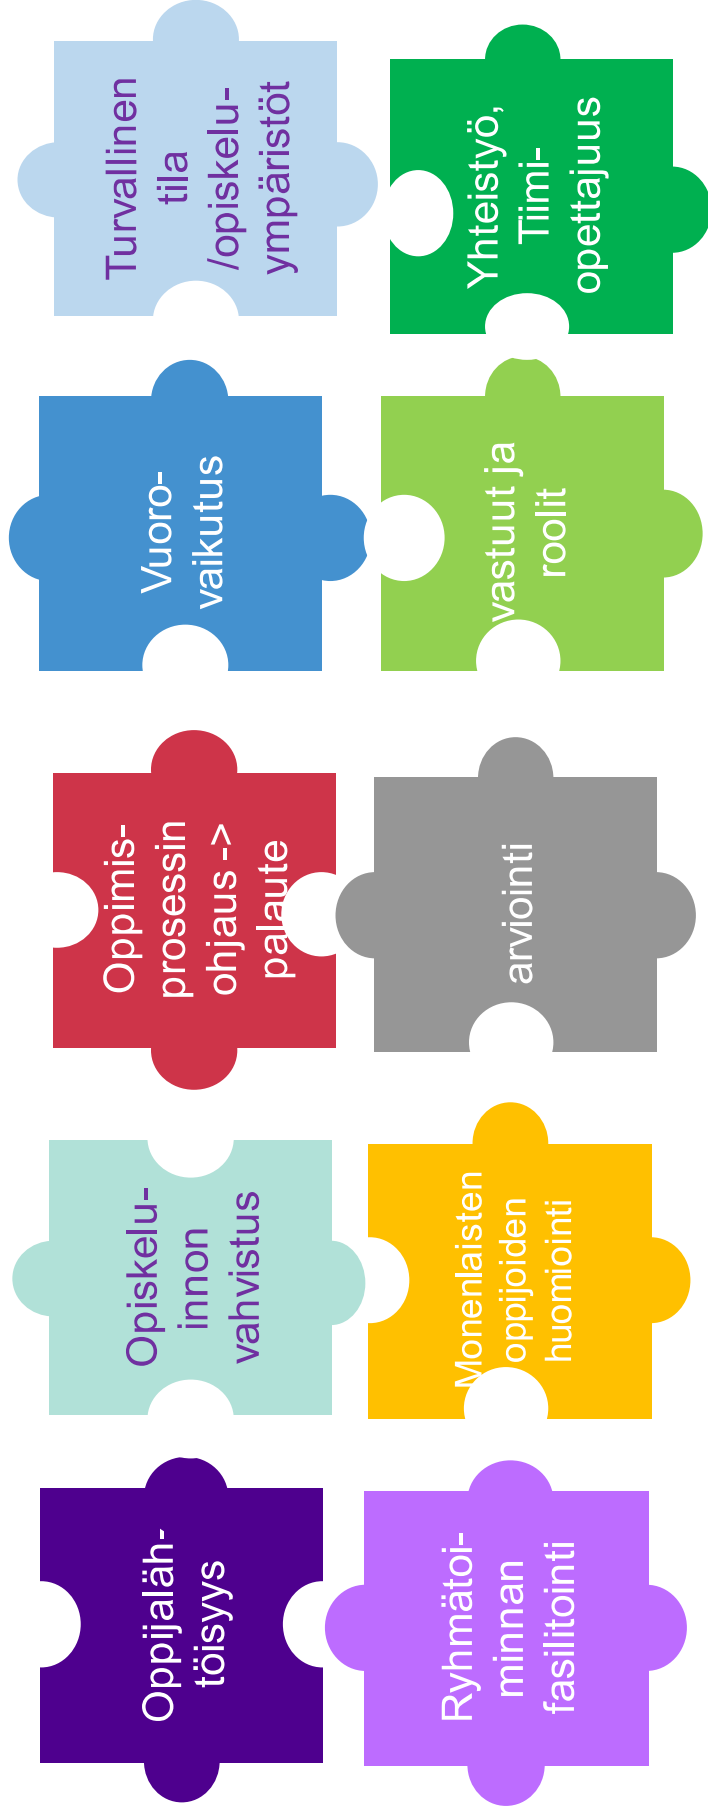 Turvallinen
tila
/opiskelu-
ympäristöt
Yhteistyö,
Tiimi-
opettajuus
Vuoro-
vaikutus
vastuut ja
roolit
Oppimis-
prosessin
ohjaus ->
palaute
arviointi
Opiskelu-
innon
vahvistus
Monenlaisten
oppijoiden
huomiointi
Oppijaläh-
töisyys
Ryhmätoi-
minnan
fasilitointi